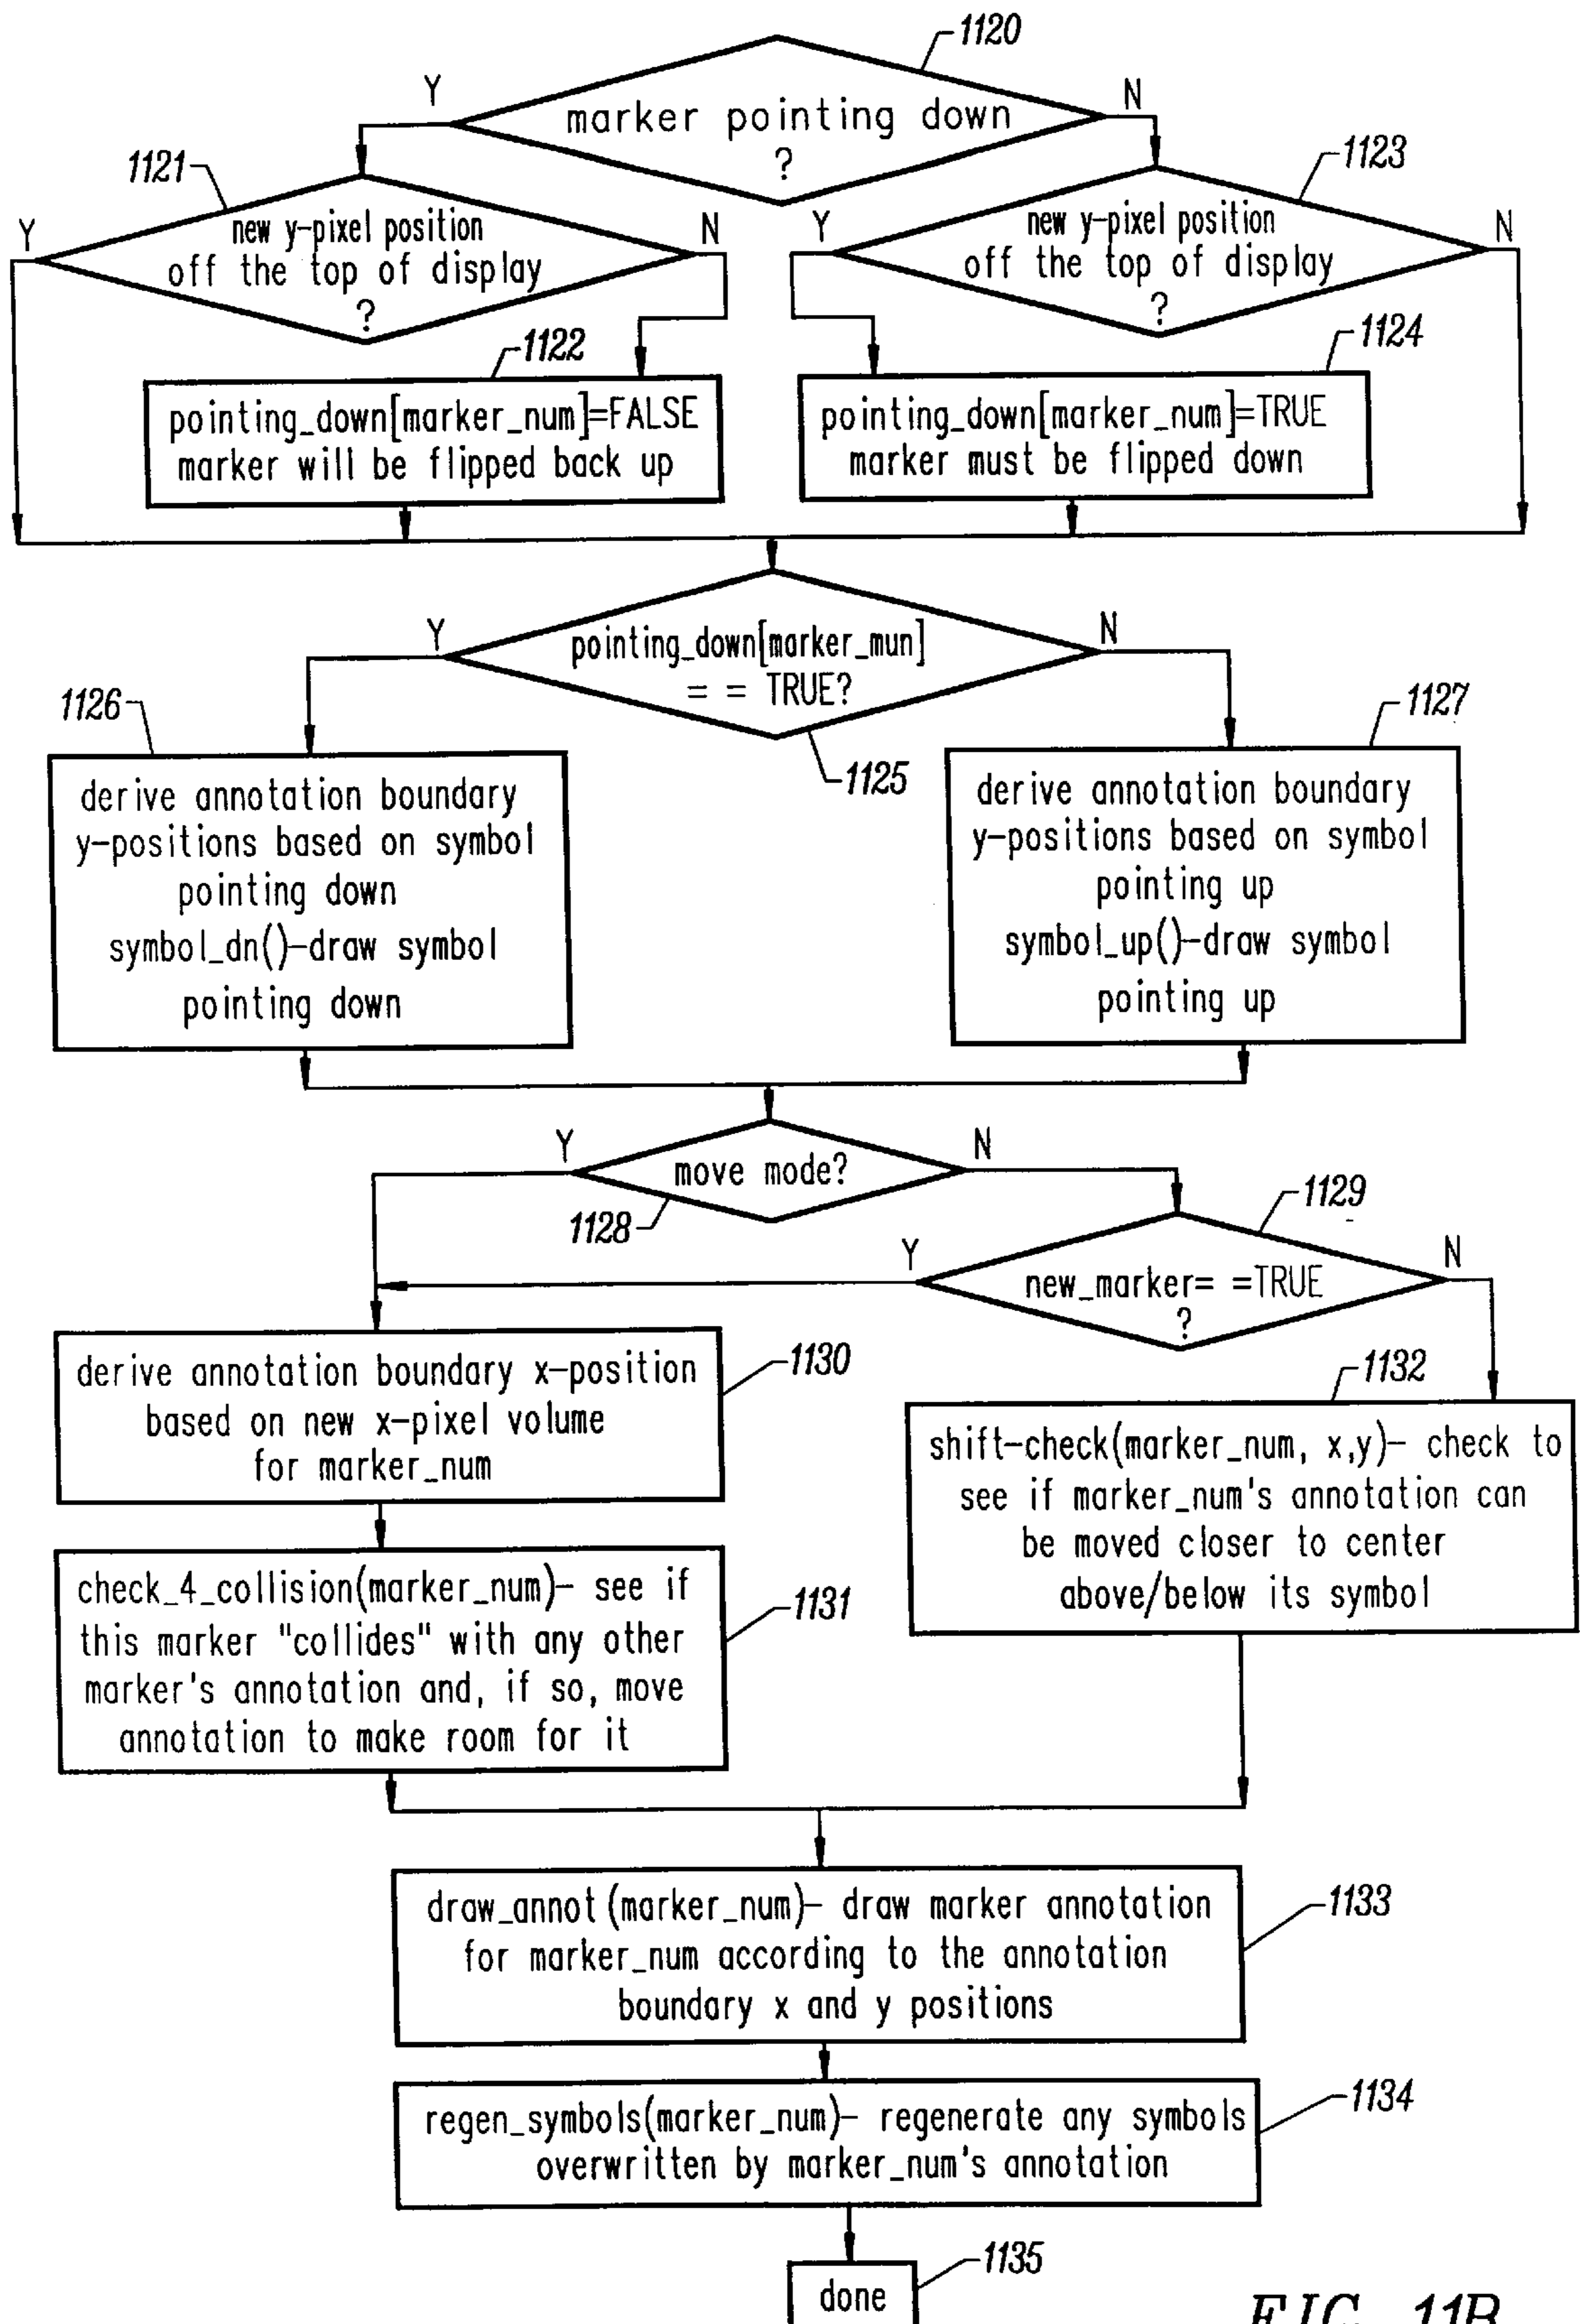 1120
Y
N
marker pointing down
?
1121
1123
Y
new y-pixel position
off the top of display
?
N
Y
new y-pixel position
off the top of display
?
N
1122
1124
pointing_down[marker_num]=FALSE
marker will be flipped back up
pointing_down[marker_num]=TRUE
marker must be flipped down
Y
N
pointing_down[marker_mun]
= = TRUE?
1125
1126
1127
derive annotation boundary
y-positions based on symbol
pointing down
symbol_dn()-draw symbol
pointing down
derive annotation boundary
y-positions based on symbol
pointing up
symbol_up()-draw symbol
pointing up
Y
N
move mode?
1128
1129
Y
N
new_marker= =TRUE
?
1130
derive annotation boundary x-position
based on new x-pixel volume
for marker_num
1132
shift-check(marker_num, x,y)- check to
see if marker_num's annotation can
be moved closer to center
above/below its symbol
check_4_collision(marker_num)- see if
this marker "collides" with any other
marker's annotation and, if so, move
annotation to make room for it
1131
draw_annot(marker_num)- draw marker annotation
for marker_num according to the annotation
boundary x and y positions
1133
regen_symbols(marker_num)- regenerate any symbols
overwritten by marker_num's annotation
1134
1135
done
FIG. 11B